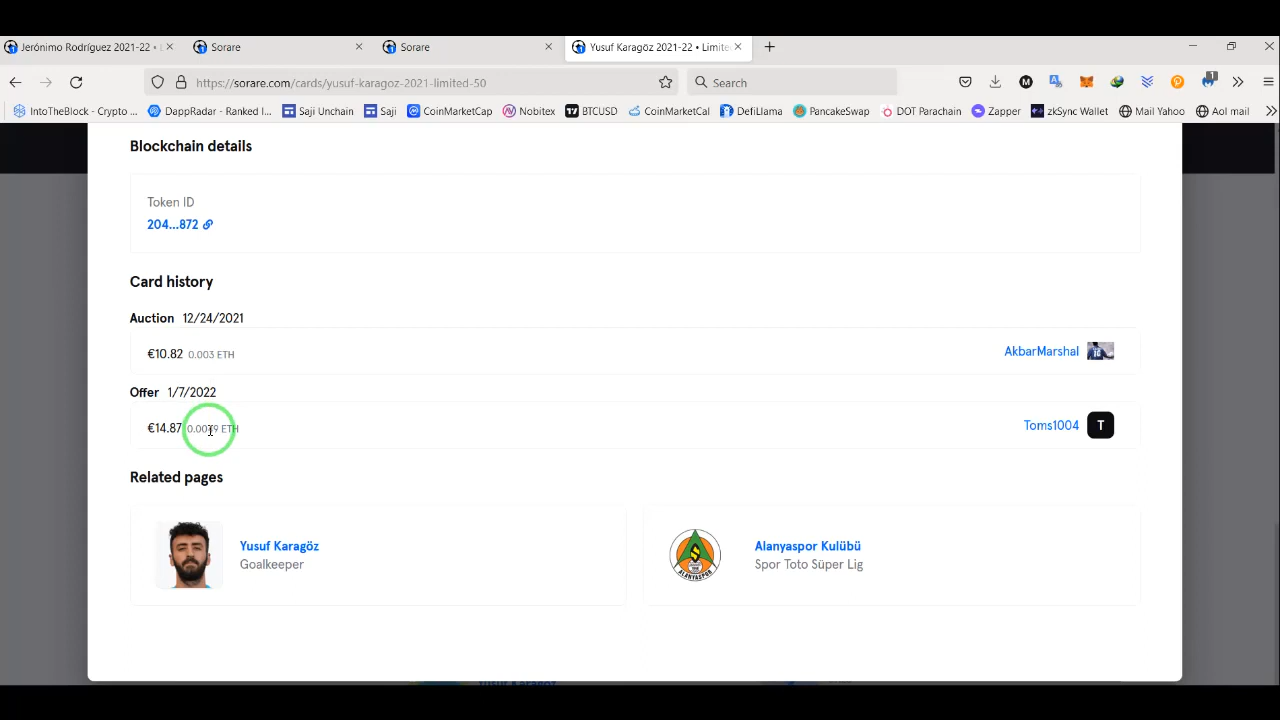 Jerónimo Rodríguez 2021-22 •
Sorare
Sorare
Yusuf Karagöz 2021-22 • Limite
https://sorare.com/cards/yusuf-karagoz-2021-limited-50
Search
M
1
IntoTheBlock - Crypto ...
DappRadar - Ranked l...
Saji Unchain
Saji
CoinMarketCap
Nobitex
BTCUSD
CoinMarketCal
DefiLlama
PancakeSwap
DOT Parachain
Zapper
zkSync Wallet
Mail Yahoo
Aol mail
Blockchain details
Token ID
204...872
Card history
Auction 12/24/2021
€10.82 0.003 ETH
AkbarMarshal
Offer 1/7/2022
€14.87 ETH
Toms1004
T
Related pages
Yusuf Karagöz
Goalkeeper
Alanyaspor Kulübü
Spor Toto Süper Lig
ALANYASPOR